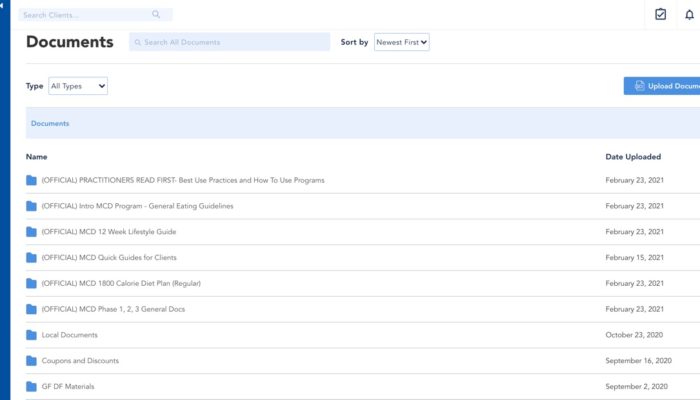 Search Clients...
Documents
Search All Documents
Sort by
Newest First
Type
All Types
Upload
Documents
Name
Date Uploaded
(OFFICIAL) PRACTITIONERS READ FIRST- Best Use Practices and How To Use Programs
February 23, 2021
(OFFICIAL) Intro MCD Program - General Eating Guidelines
February 23, 2021
(OFFICIAL) MCD 12 Week Lifestyle Guide
February 23, 2021
(OFFICIAL) MCD Quick Guides for Clients
February 15, 2021
(OFFICIAL) MCD 1800 Calorie Diet Plan (Regular)
February 23, 2021
(OFFICIAL) MCD Phase 1, 2, 3 General Docs
February 23, 2021
Local Documents
October 23, 2020
Coupons and Discounts
September 16, 2020
GF DF Materials
September 2, 2020